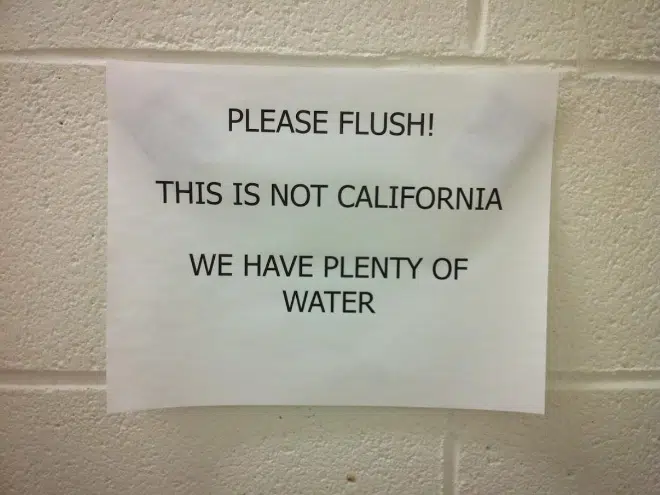 PLEASE FLUSH!
THIS IS NOT CALIFORNIA
WE HAVE PLENTY OF
WATER